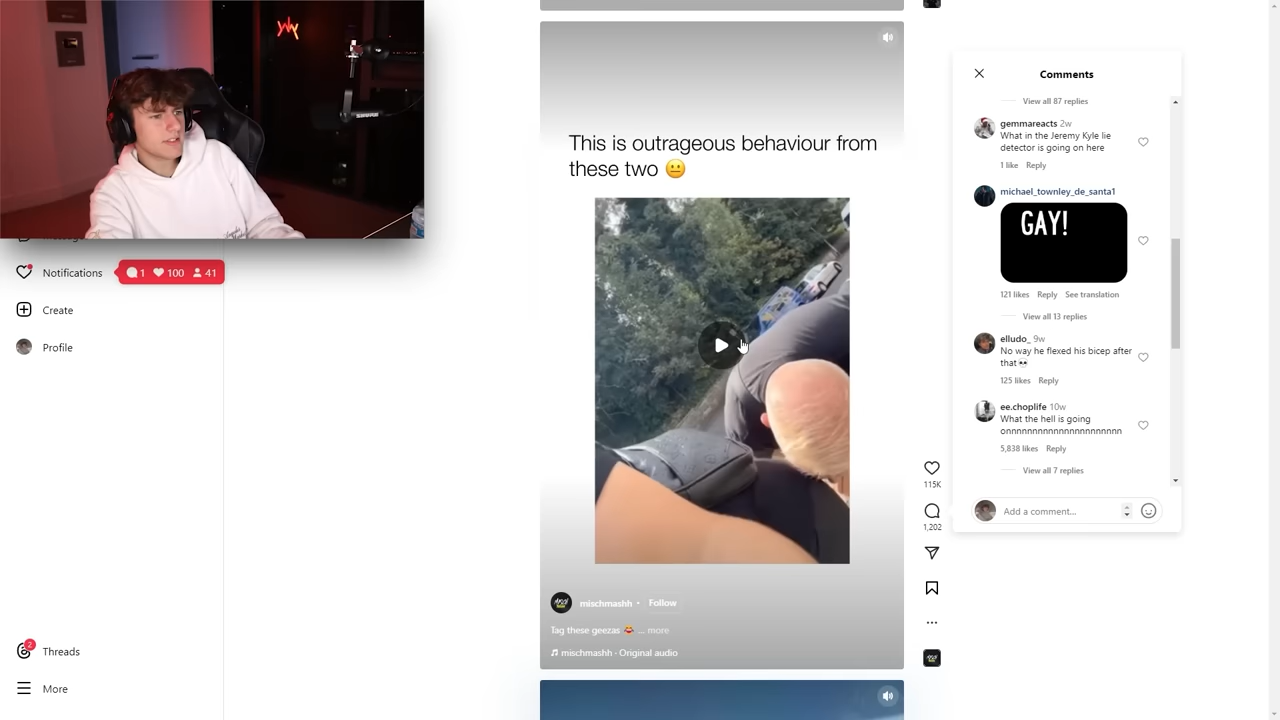 Notifications
1 100 41
Create
Profile
2
Threads
More
This is outrageous behaviour from
these two 😐
mischmashh · Follow
Tag these geezas ... more
mischmashh · Original audio
115K
1,202
Comments
View all 87 replies
gemmareacts 2w
What in the Jeremy Kyle lie
detector is going on here
1 like Reply
michael_townley_de_santa1
GAY!
121 likes Reply See translation
View all 13 replies
elludo_ 9w
No way he flexed his bicep after
that💀
125 likes Reply
ee.choplife 10w
What the hell is going
onnnnnnnnnnnnnnnnnnnnnn
5,838 likes Reply
View all 7 replies
Add a comment...